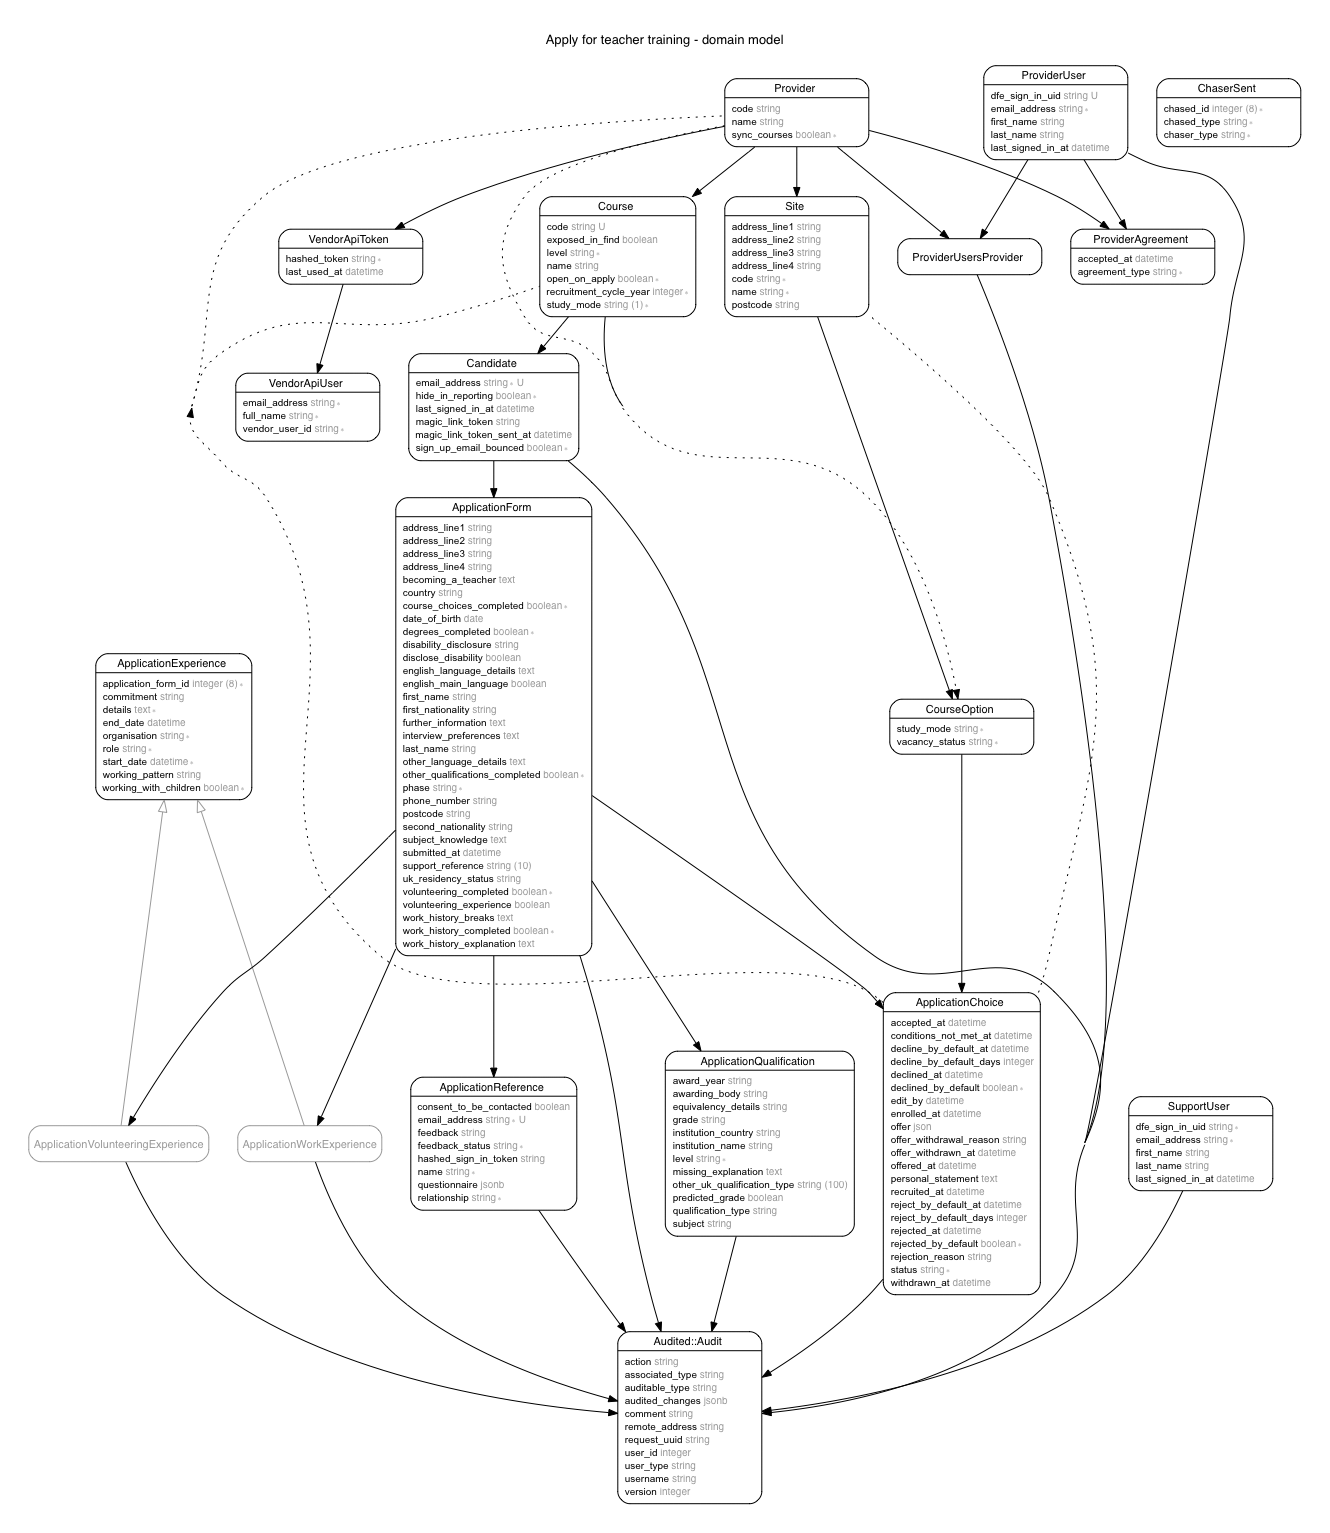 Apply for teacher training - domain model
Provider
code string
name string
sync_courses boolean ∗
ProviderUser
dfe_sign_in_uid string U
email_address string ∗
first_name string
last_name string
last_signed_in_at datetime
ChaserSent
chased_id integer (8) ∗
chased_type string ∗
chaser_type string ∗
VendorApiToken
hashed_token string ∗
last_used_at datetime
Course
code string U
exposed_in_find boolean
level string ∗
name string
open_on_apply boolean ∗
recruitment_cycle_year integer ∗
study_mode string (1) ∗
Site
address_line1 string
address_line2 string
address_line3 string
address_line4 string
code string ∗
name string ∗
postcode string
ProviderUsersProvider
ProviderAgreement
accepted_at datetime
agreement_type string ∗
VendorApiUser
email_address string ∗
full_name string ∗
vendor_user_id string ∗
Candidate
email_address string ∗ U
hide_in_reporting boolean ∗
last_signed_in_at datetime
magic_link_token string
magic_link_token_sent_at datetime
sign_up_email_bounced boolean ∗
ApplicationForm
address_line1 string
address_line2 string
address_line3 string
address_line4 string
becoming_a_teacher text
country string
course_choices_completed boolean ∗
date_of_birth date
degrees_completed boolean ∗
disability_disclosure string
disclose_disability boolean
english_language_details text
english_main_language boolean
first_name string
first_nationality string
further_information text
interview_preferences text
last_name string
other_language_details text
other_qualifications_completed boolean ∗
phase string ∗
phone_number string
postcode string
second_nationality string
subject_knowledge text
submitted_at datetime
support_reference string (10)
uk_residency_status string
volunteering_completed boolean ∗
volunteering_experience boolean
work_history_breaks text
work_history_completed boolean ∗
work_history_explanation text
ApplicationExperience
application_form_id integer (8) ∗
commitment string
details text ∗
end_date datetime
organisation string ∗
role string ∗
start_date datetime ∗
working_pattern string
working_with_children boolean ∗
CourseOption
study_mode string ∗
vacancy_status string ∗
ApplicationChoice
accepted_at datetime
conditions_not_met_at datetime
decline_by_default_at datetime
decline_by_default_days integer
declined_at datetime
declined_by_default boolean ∗
edit_by datetime
enrolled_at datetime
offer json
offer_withdrawal_reason string
offer_withdrawn_at datetime
offered_at datetime
personal_statement text
recruited_at datetime
reject_by_default_at datetime
reject_by_default_days integer
rejected_at datetime
rejected_by_default boolean ∗
rejection_reason string
status string ∗
withdrawn_at datetime
ApplicationQualification
award_year string
awarding_body string
equivalency_details string
grade string
institution_country string
institution_name string
level string ∗
missing_explanation text
other_uk_qualification_type string (100)
predicted_grade boolean
qualification_type string
subject string
ApplicationReference
consent_to_be_contacted boolean
email_address string ∗ U
feedback string
feedback_status string ∗
hashed_sign_in_token string
name string ∗
questionnaire jsonb
relationship string ∗
ApplicationVolunteeringExperience
ApplicationWorkExperience
SupportUser
dfe_sign_in_uid string ∗
email_address string ∗
first_name string
last_name string
last_signed_in_at datetime
Audited::Audit
action string
associated_type string
auditable_type string
audited_changes jsonb
comment string
remote_address string
request_uuid string
user_id integer
user_type string
username string
version integer